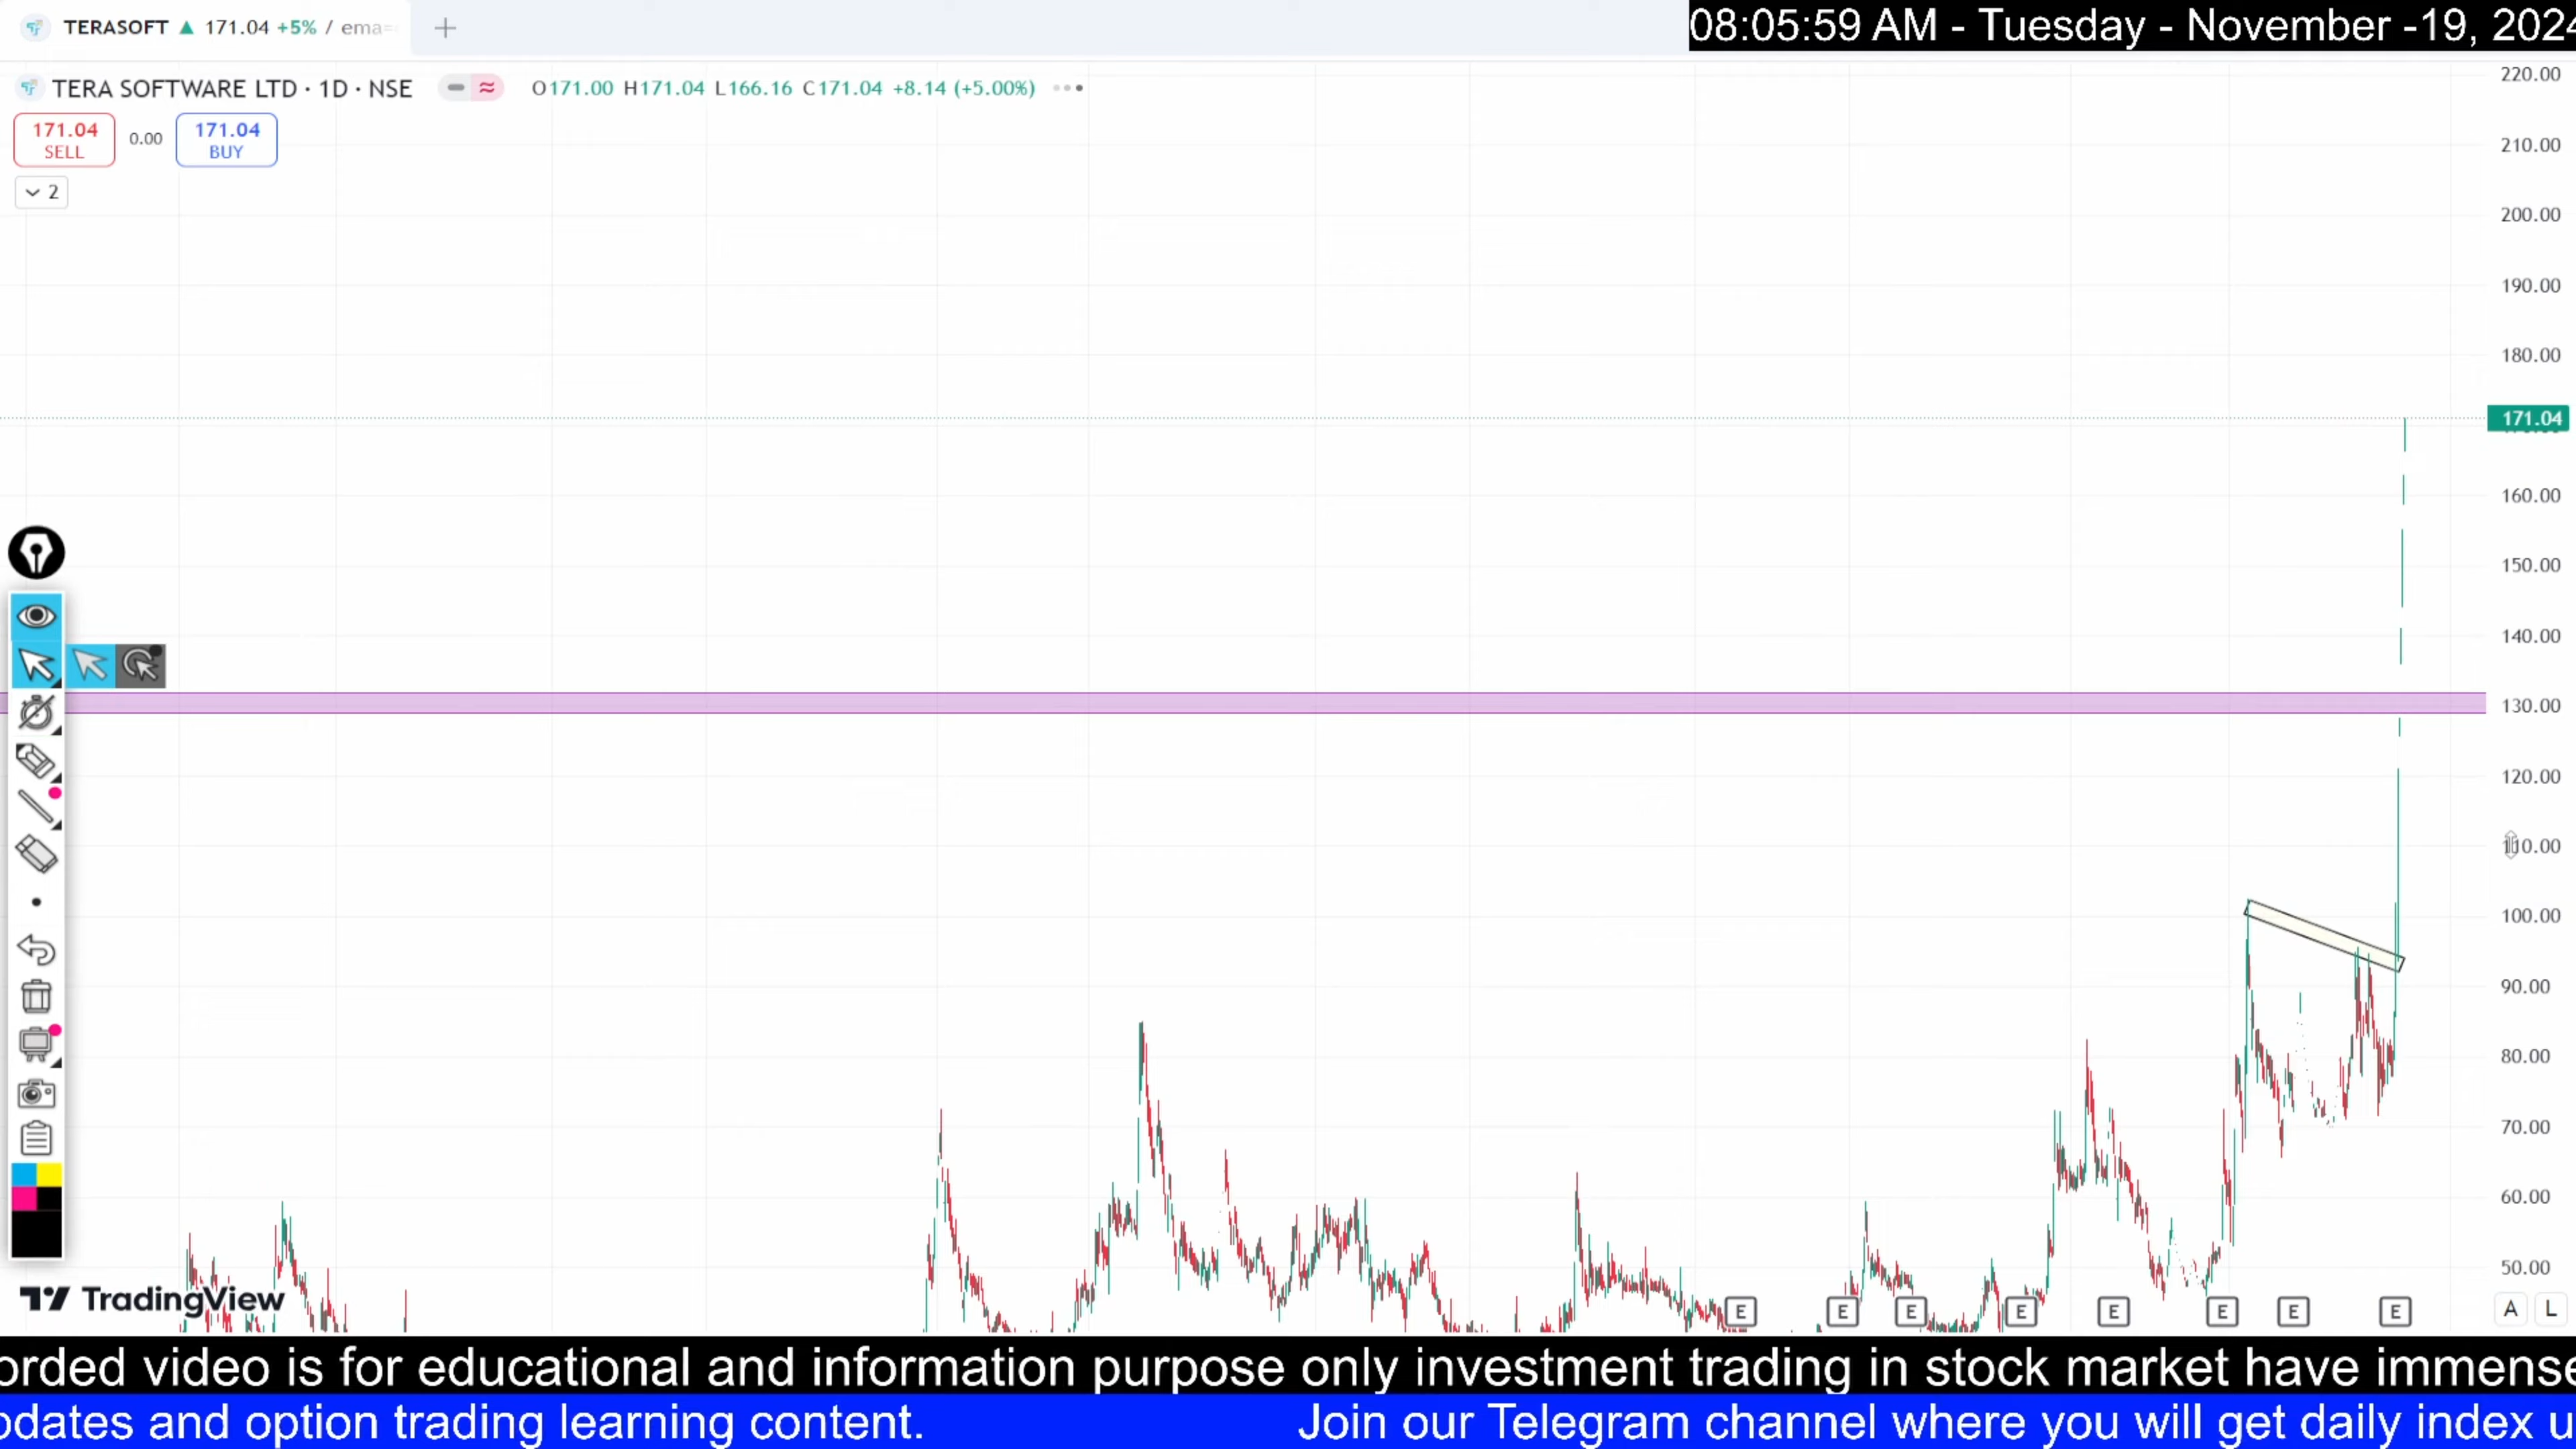 TERASOFT ▲ 171.04 +5% / ema
08:05:59 AM - Tuesday - November -19, 2024
TERA SOFTWARE LTD · 1D · NSE
O171.00 H171.04 L166.16 C171.04 +8.14 (+5.00%)
171.04
SELL
0.00
171.04
BUY
2
220.00
210.00
200.00
190.00
180.00
171.04
160.00
150.00
140.00
130.00
120.00
110.00
100.00
90.00
80.00
70.00
60.00
50.00
TradingView
E E E E E E E E
A L
orded video is for educational and information purpose only investment trading in stock market have immense
odates and option trading learning content. Join our Telegram channel where you will get daily index u